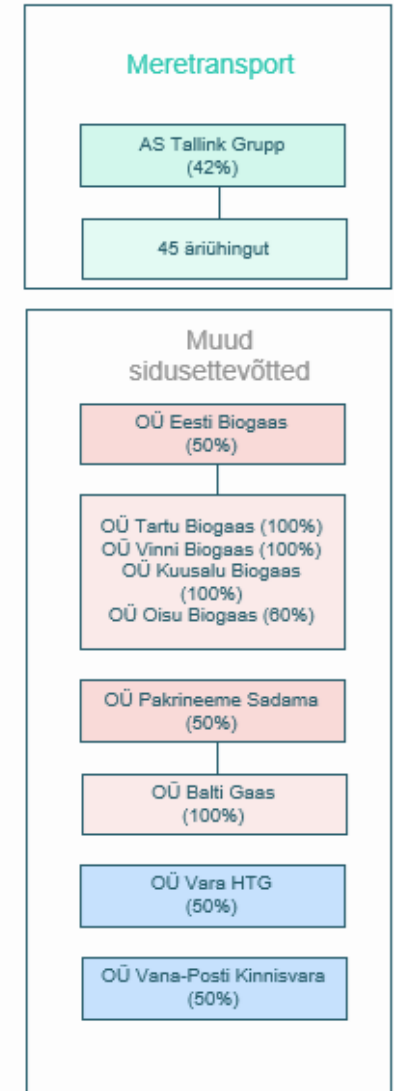 Meretransport
AS Tallink Grupp
(42%)
45 äriühingut
Muud
sidusettevõtted
OÜ Eesti Biogaas
(50%)
OÜ Tartu Biogaas (100%)
OÜ Vinni Biogaas (100%)
OÜ Kuusalu Biogaas
(100%)
OÜ Oisu Biogaas (60%)
OÜ Pakrineeme Sadama
(50%)
OÜ Balti Gaas
(100%)
OÜ Vara HTG
(50%)
OÜ Vana-Posti Kinnisvara
(50%)